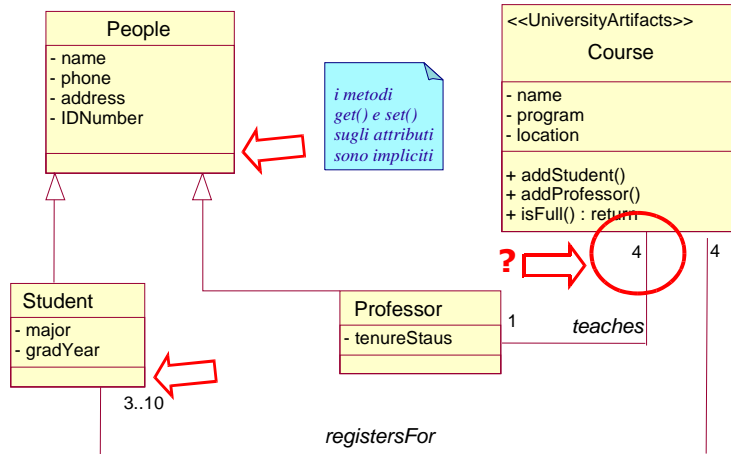 People
- name
- phone
- address
- IDNumber
i metodi
get() e set()
sugli attributi
sono impliciti
<<UniversityArtifacts>>
Course
- name
- program
- location
+ addStudent()
+ addProfessor()
+ isFull() : return
?
4
4
Student
- major
- gradYear
3..10
Professor
- tenureStaus
1
teaches
registersFor